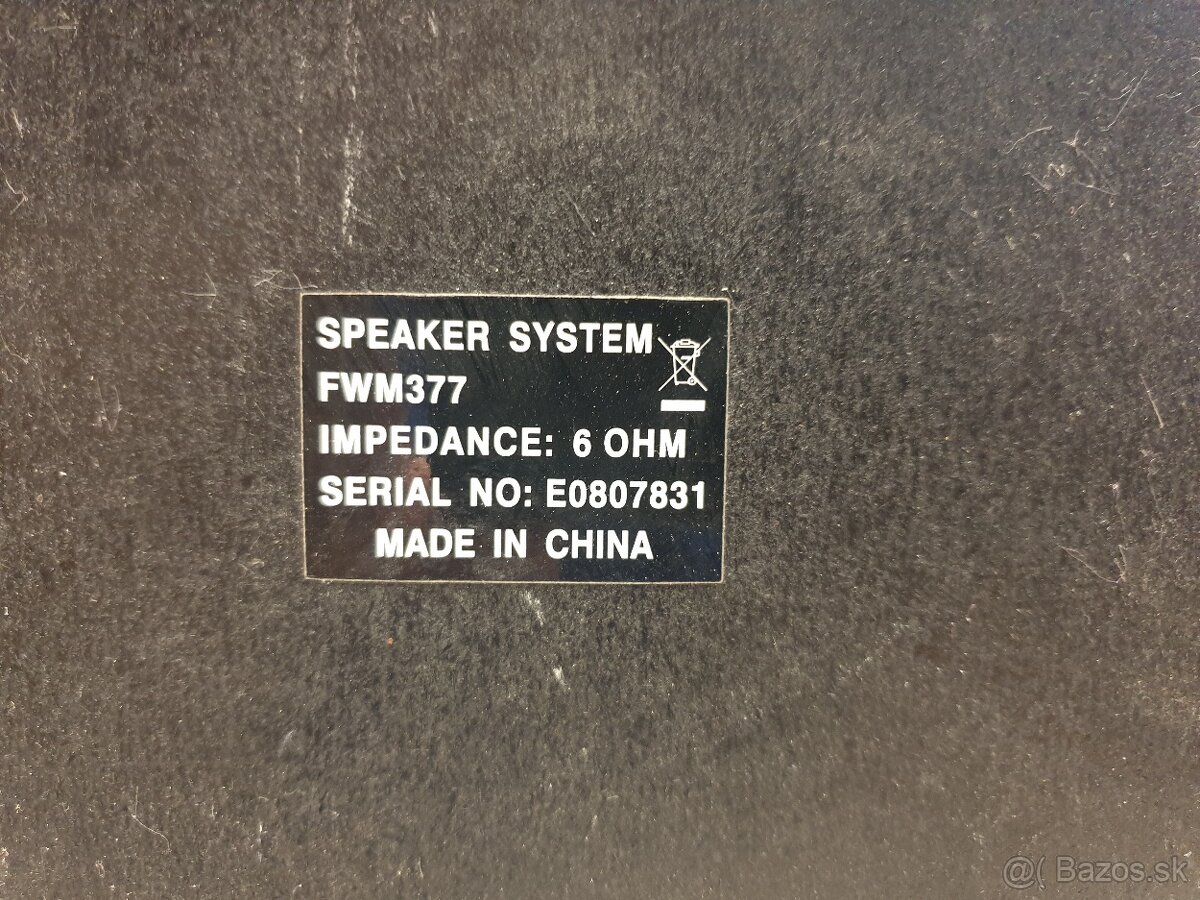 SPEAKER SYSTEM
FWM377
IMPEDANCE: 6 OHM
SERIAL NO: E0807831
MADE IN CHINA
@( Bazos.sk